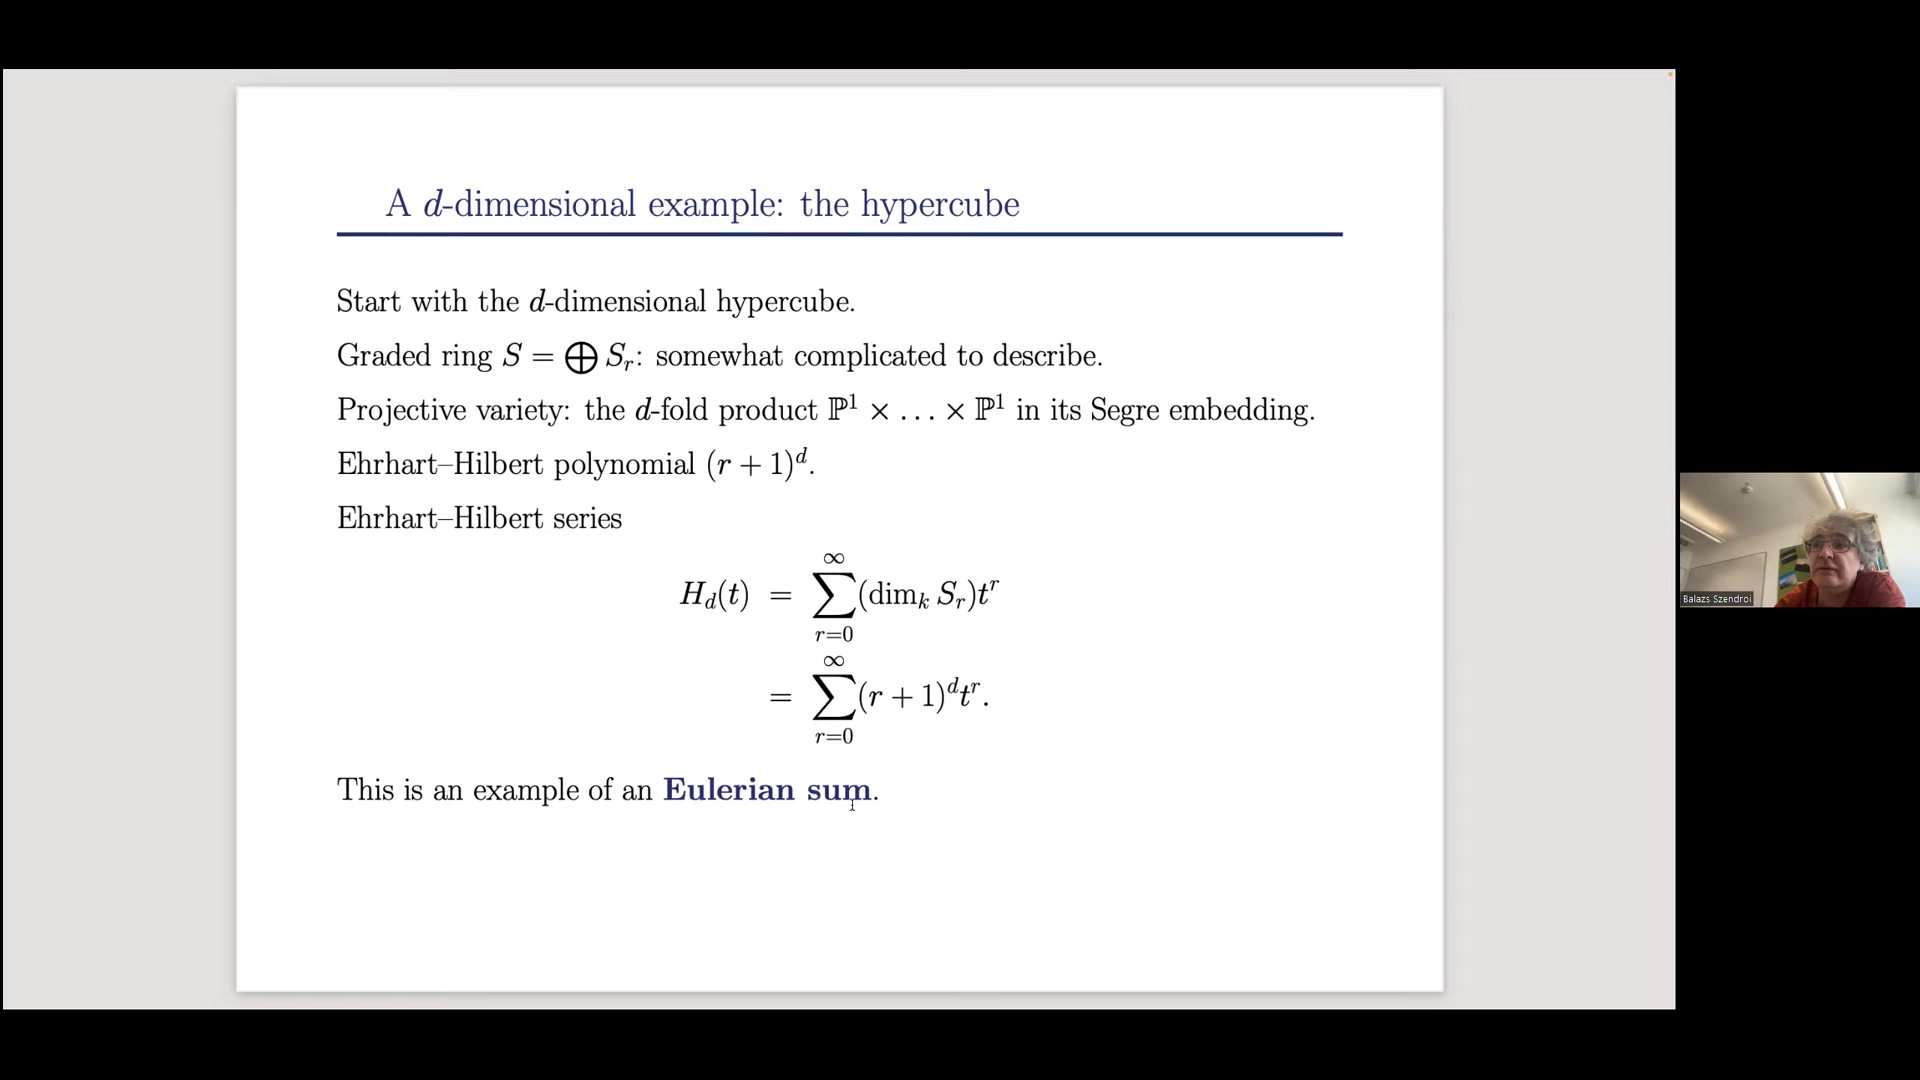 A d-dimensional example: the hypercube
Start with the d-dimensional hypercube.
Graded ring S = ⊕ Sᵣ: somewhat complicated to describe.
Projective variety: the d-fold product ℙ¹ × … × ℙ¹ in its Segre embedding.
Ehrhart–Hilbert polynomial (r + 1)ᵈ.
Ehrhart–Hilbert series
H_d(t) = ∑_{r=0}^{∞} (dim_k S_r)t^r
= ∑_{r=0}^{∞} (r + 1)^d t^r.
This is an example of an Eulerian sum.
Balazs Szendroi